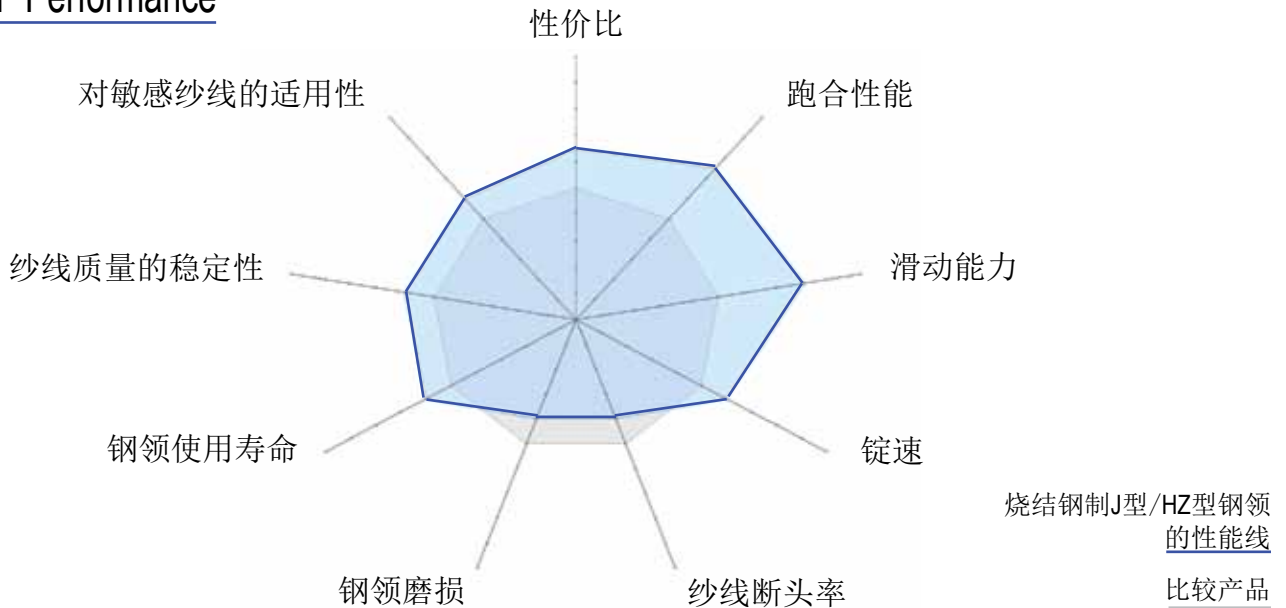 Performance
性价比
对敏感纱线的适用性
跑合性能
纱线质量的稳定性
滑动能力
钢领使用寿命
锭速
钢领磨损
纱线断头率
烧结钢制J型/HZ型钢领
的性能线
比较产品